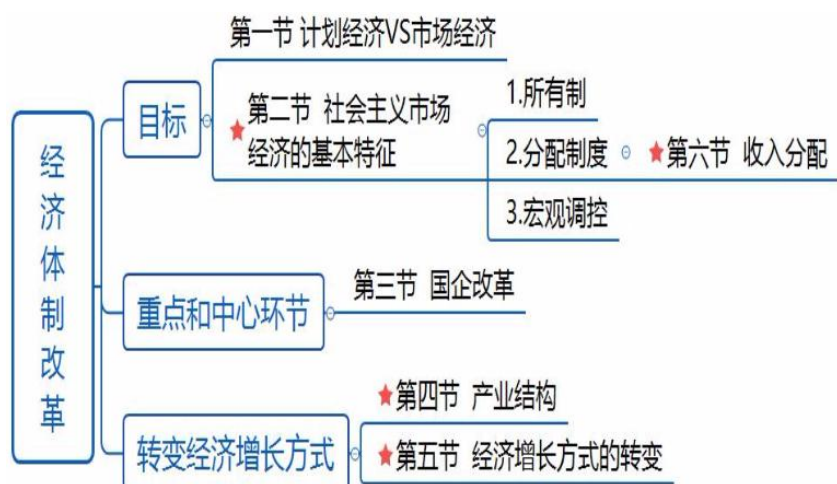 经济体制改革
目标
第一节 计划经济VS市场经济
★第二节 社会主义市场
经济的基本特征
1.所有制
2.分配制度
★第六节 收入分配
3.宏观调控
重点和中心环节
第三节 国企改革
转变经济增长方式
★第四节 产业结构
★第五节 经济增长方式的转变